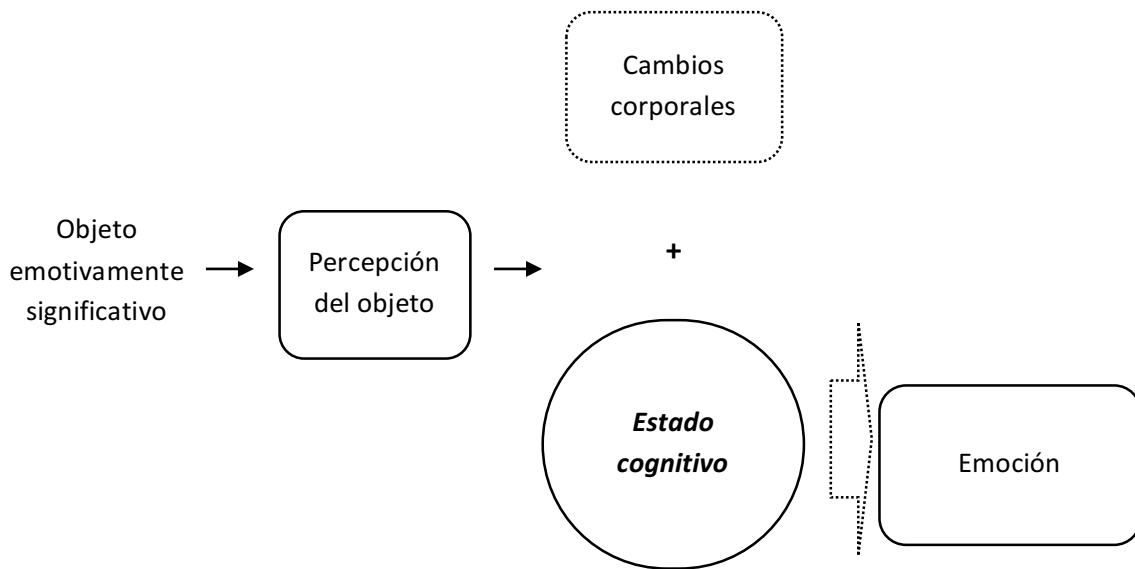 Cambios
corporales
Objeto
emotivamente
significativo
Percepción
del objeto
+
Estado
cognitivo
Emoción